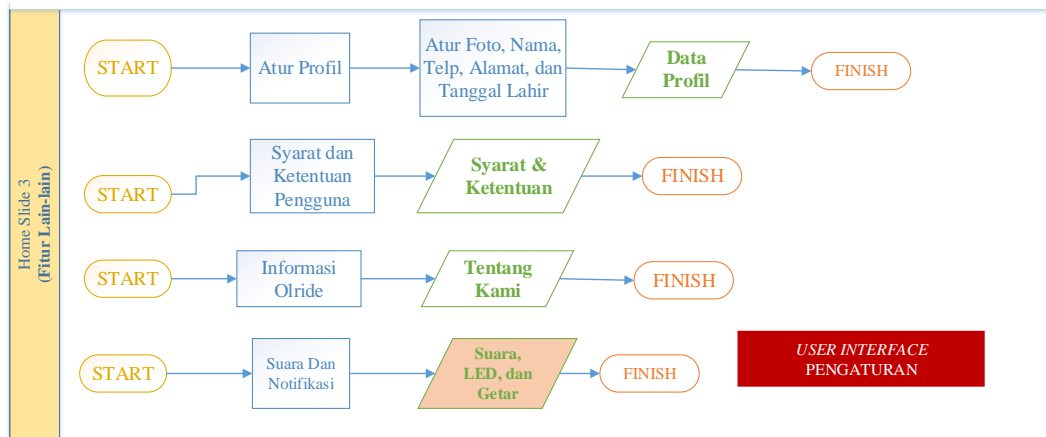 Home Slide 3
(Fitur Lain-lain)
START
Atur Profil
Atur Foto, Nama,
Telp, Alamat, dan
Tanggal Lahir
Data
Profil
FINISH
START
Syarat dan
Ketentuan
Pengguna
Syarat &
Ketentuan
FINISH
START
Informasi
Olride
Tentang
Kami
FINISH
START
Suara Dan
Notifikasi
Suara,
LED, dan
Getar
FINISH
USER INTERFACE
PENGATURAN